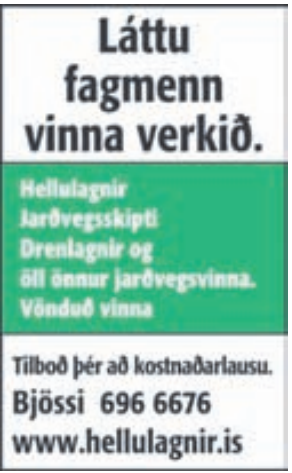 Láttu
fagmenn
vinna verkið.
Hellulagnir
Jarðvegsskipti
Drenlagnir og
öll önnur jarðvegsvinna.
Vönduð vinna
Tilboð þér að kostnaðarlausu.
Bjössi 696 6676
www.hellulagnir.is